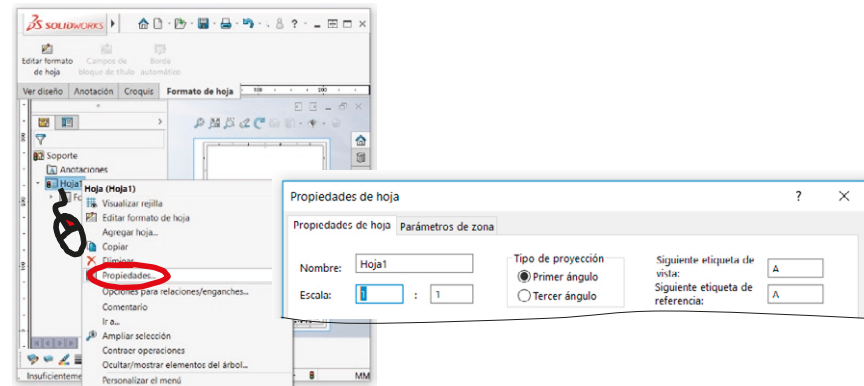 SOLIDWORKS
Editar formato de hoja
Campos de bloque de título
Borde automático
Ver diseño Anotación Croquis Formato de hoja
Soporte
Anotaciones
Hoja1
Hoja (Hoja1)
Visualizar rejilla
Editar formato de hoja
Agregar hoja...
Copiar
Eliminar
Propiedades...
Opciones para relaciones/enganches...
Comentario
Ir a...
Ampliar selección
Contraer operaciones
Ocultar/mostrar elementos del árbol...
Personalizar el menú
MM
Propiedades de hoja ? ×
Propiedades de hoja Parámetros de zona
Nombre: Hoja1
Escala: 1 : 1
Tipo de proyección
Primer ángulo
Tercer ángulo
Siguiente etiqueta de vista: A
Siguiente etiqueta de referencia: A